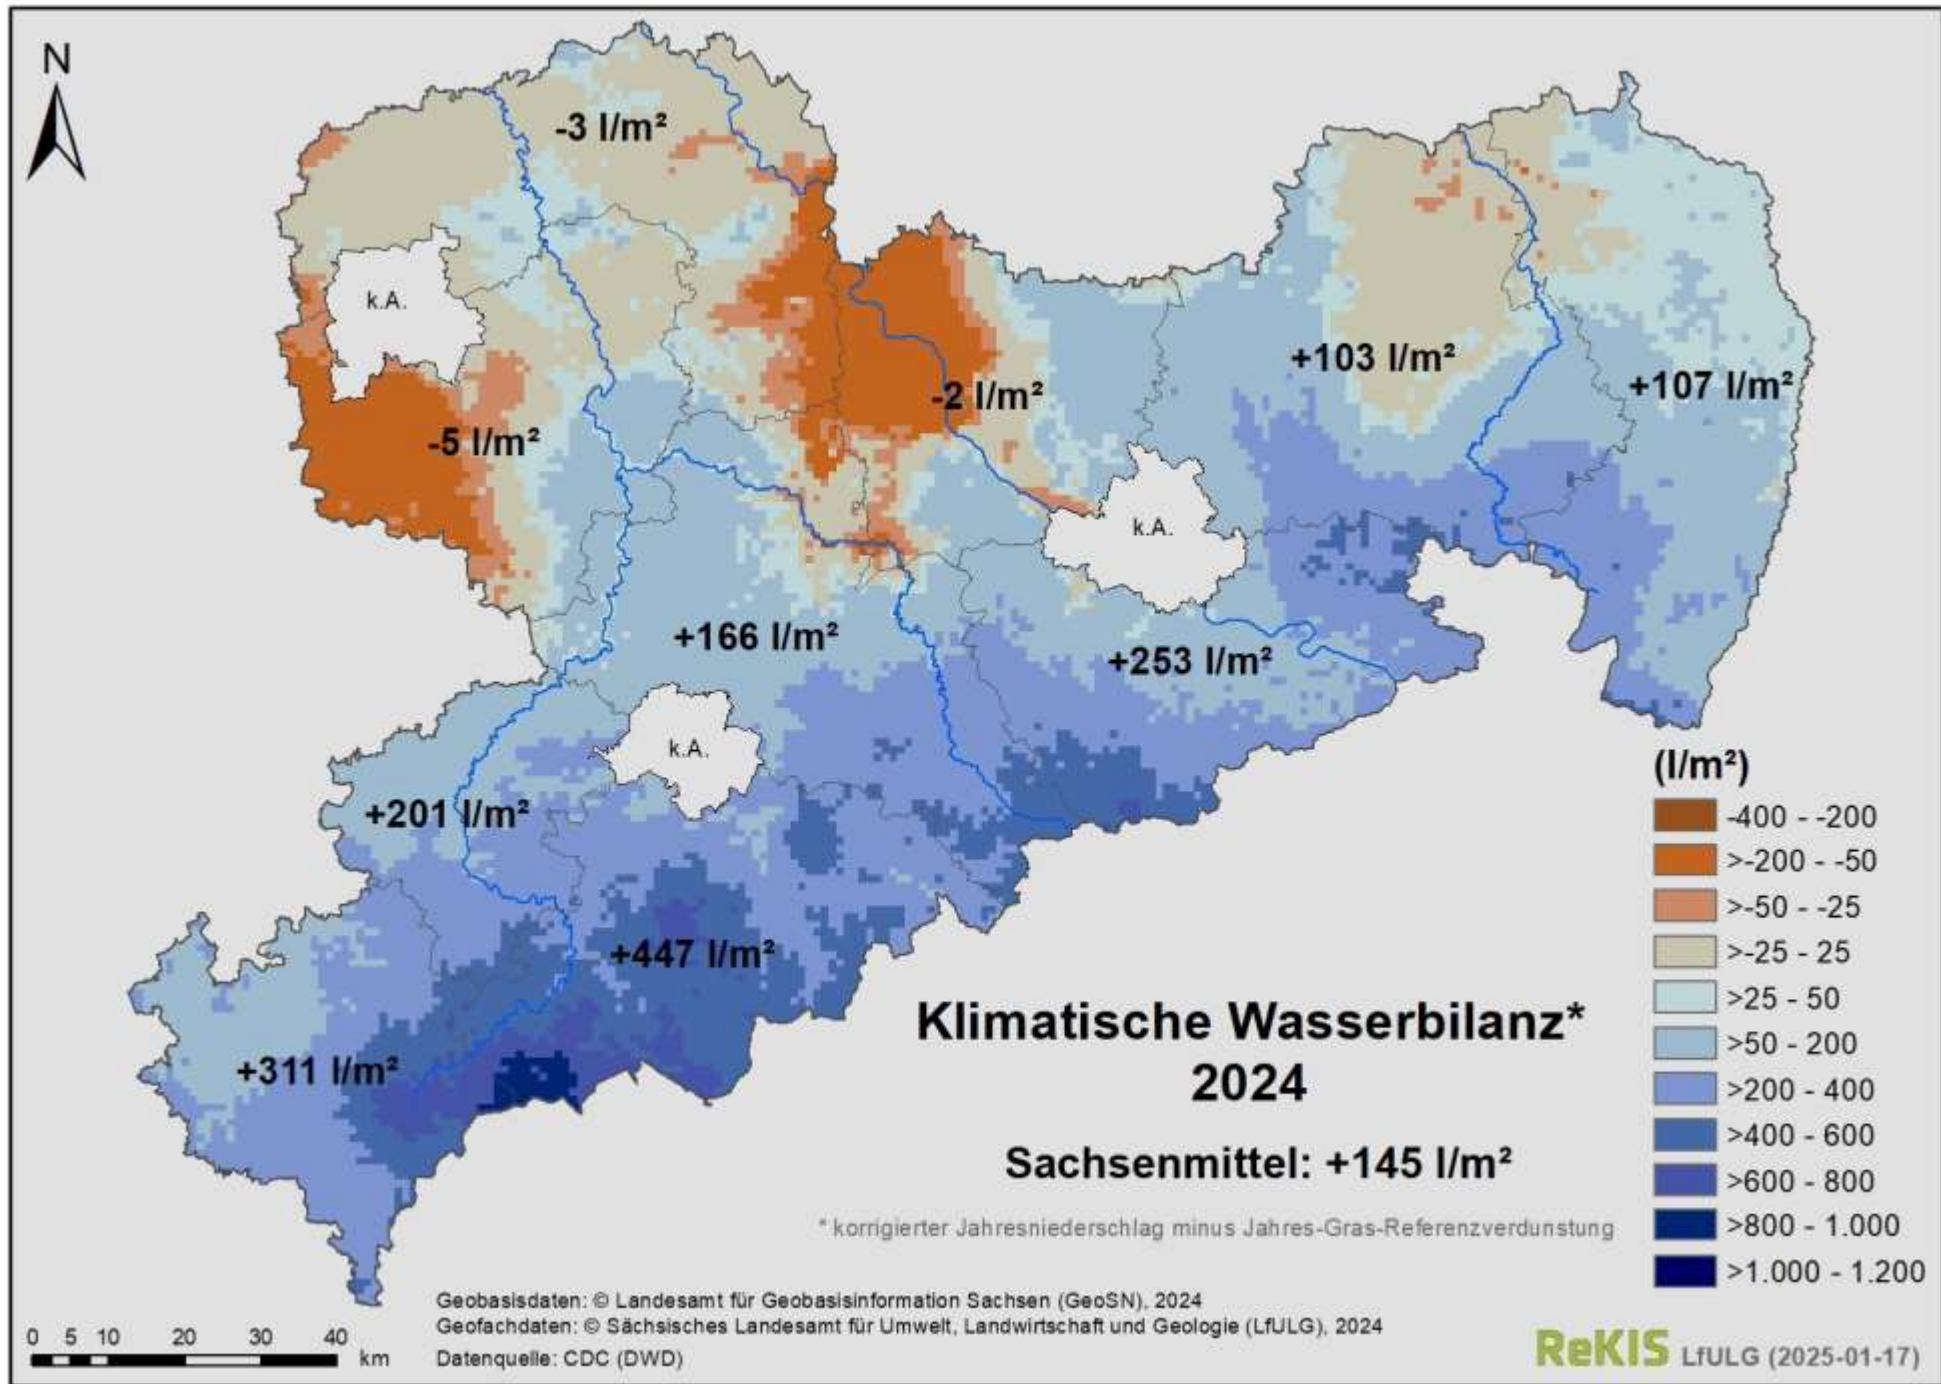 N
-3 l/m²
k.A.
+103 l/m²
+107 l/m²
-2 l/m²
-5 l/m²
k.A.
+166 l/m²
+253 l/m²
k.A.
+201 l/m²
+447 l/m²
+311 l/m²
Klimatische Wasserbilanz*
2024
Sachsenmittel: +145 l/m²
* korrigierter Jahresniederschlag minus Jahres-Gras-Referenzverdunstung
(l/m²)
-400 - -200
>-200 - -50
>-50 - -25
>-25 - 25
>25 - 50
>50 - 200
>200 - 400
>400 - 600
>600 - 800
>800 - 1.000
>1.000 - 1.200
0 5 10 20 30 40 km
Geobasisdaten: © Landesamt für Geobasisinformation Sachsen (GeoSN), 2024
Geofachdaten: © Sächsisches Landesamt für Umwelt, Landwirtschaft und Geologie (LfULG), 2024
Datenquelle: CDC (DWD)
ReKIS LfULG (2025-01-17)